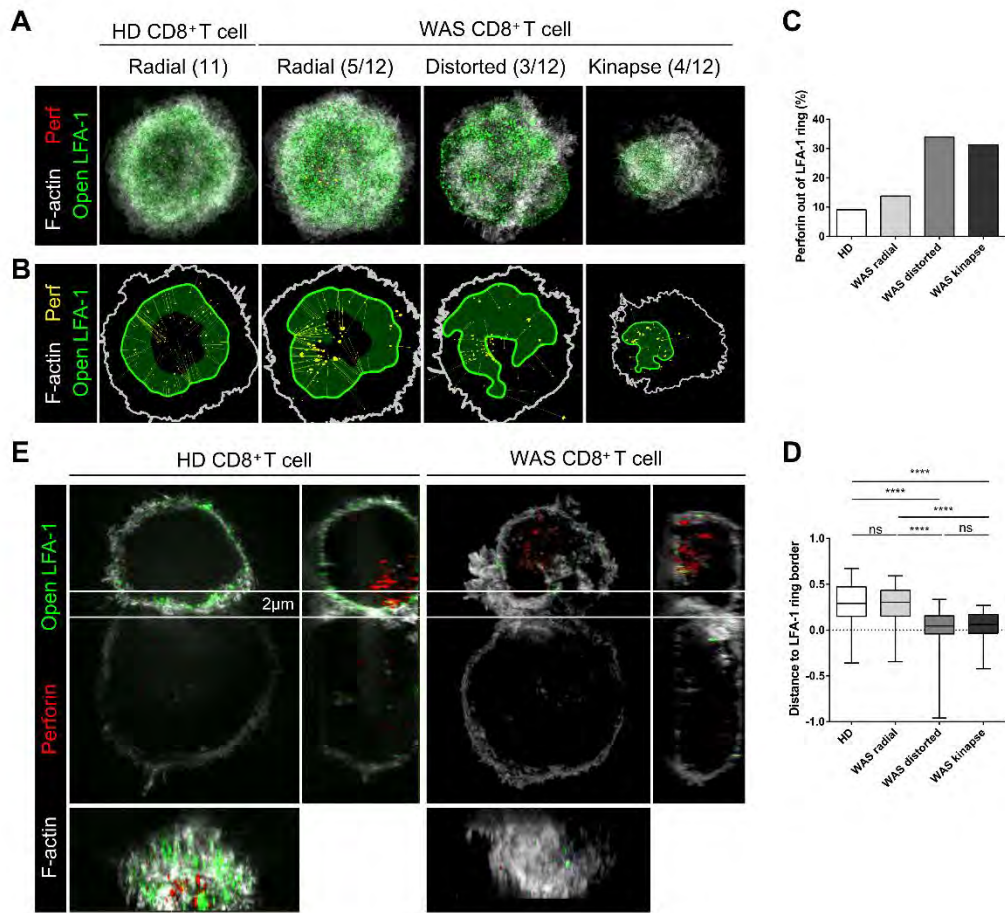 A
HD CD8+ T cell
WAS CD8+ T cell
Radial (11)
Radial (5/12)
Distorted (3/12)
Kinapse (4/12)
F-actin Perf
Open LFA-1
B
F-actin Perf
Open LFA-1
C
Perforin out of LFA-1 ring (%)
40
30
20
10
0
HD
WAS radial
WAS distorted
WAS kinapse
E
HD CD8+ T cell
WAS CD8+ T cell
Open LFA-1
Perforin
F-actin
2µm
D
****
****
****
ns
****
ns
Distance to LFA-1 ring border
1.0
0.5
0.0
-0.5
-1.0
HD
WAS radial
WAS distorted
WAS kinapse